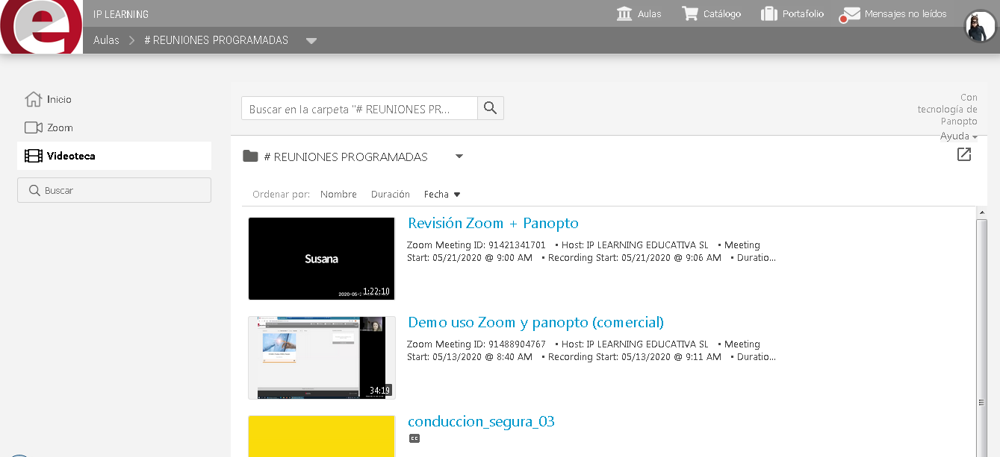 IP LEARNING
Aulas
Catálogo
Portafolio
Mensajes no leídos
Aulas
# REUNIONES PROGRAMADAS
Inicio
Zoom
Videoteca
Buscar
Buscar en la carpeta "# REUNIONES PR...
Con
tecnología de
Panopto
Ayuda
# REUNIONES PROGRAMADAS
Ordenar por: Nombre Duración Fecha
Susana
1:22:10
Revisión Zoom + Panopto
Zoom Meeting ID: 91421341701 • Host: IP LEARNING EDUCATIVA SL • Meeting
Start: 05/21/2020 @ 9:00 AM • Recording Start: 05/21/2020 @ 9:06 AM • Duratio...
34:19
Demo uso Zoom y panopto (comercial)
Zoom Meeting ID: 91488904767 • Host: IP LEARNING EDUCATIVA SL • Meeting
Start: 05/13/2020 @ 8:40 AM • Recording Start: 05/13/2020 @ 9:11 AM • Duratio...
conduccion_segura_03
cc